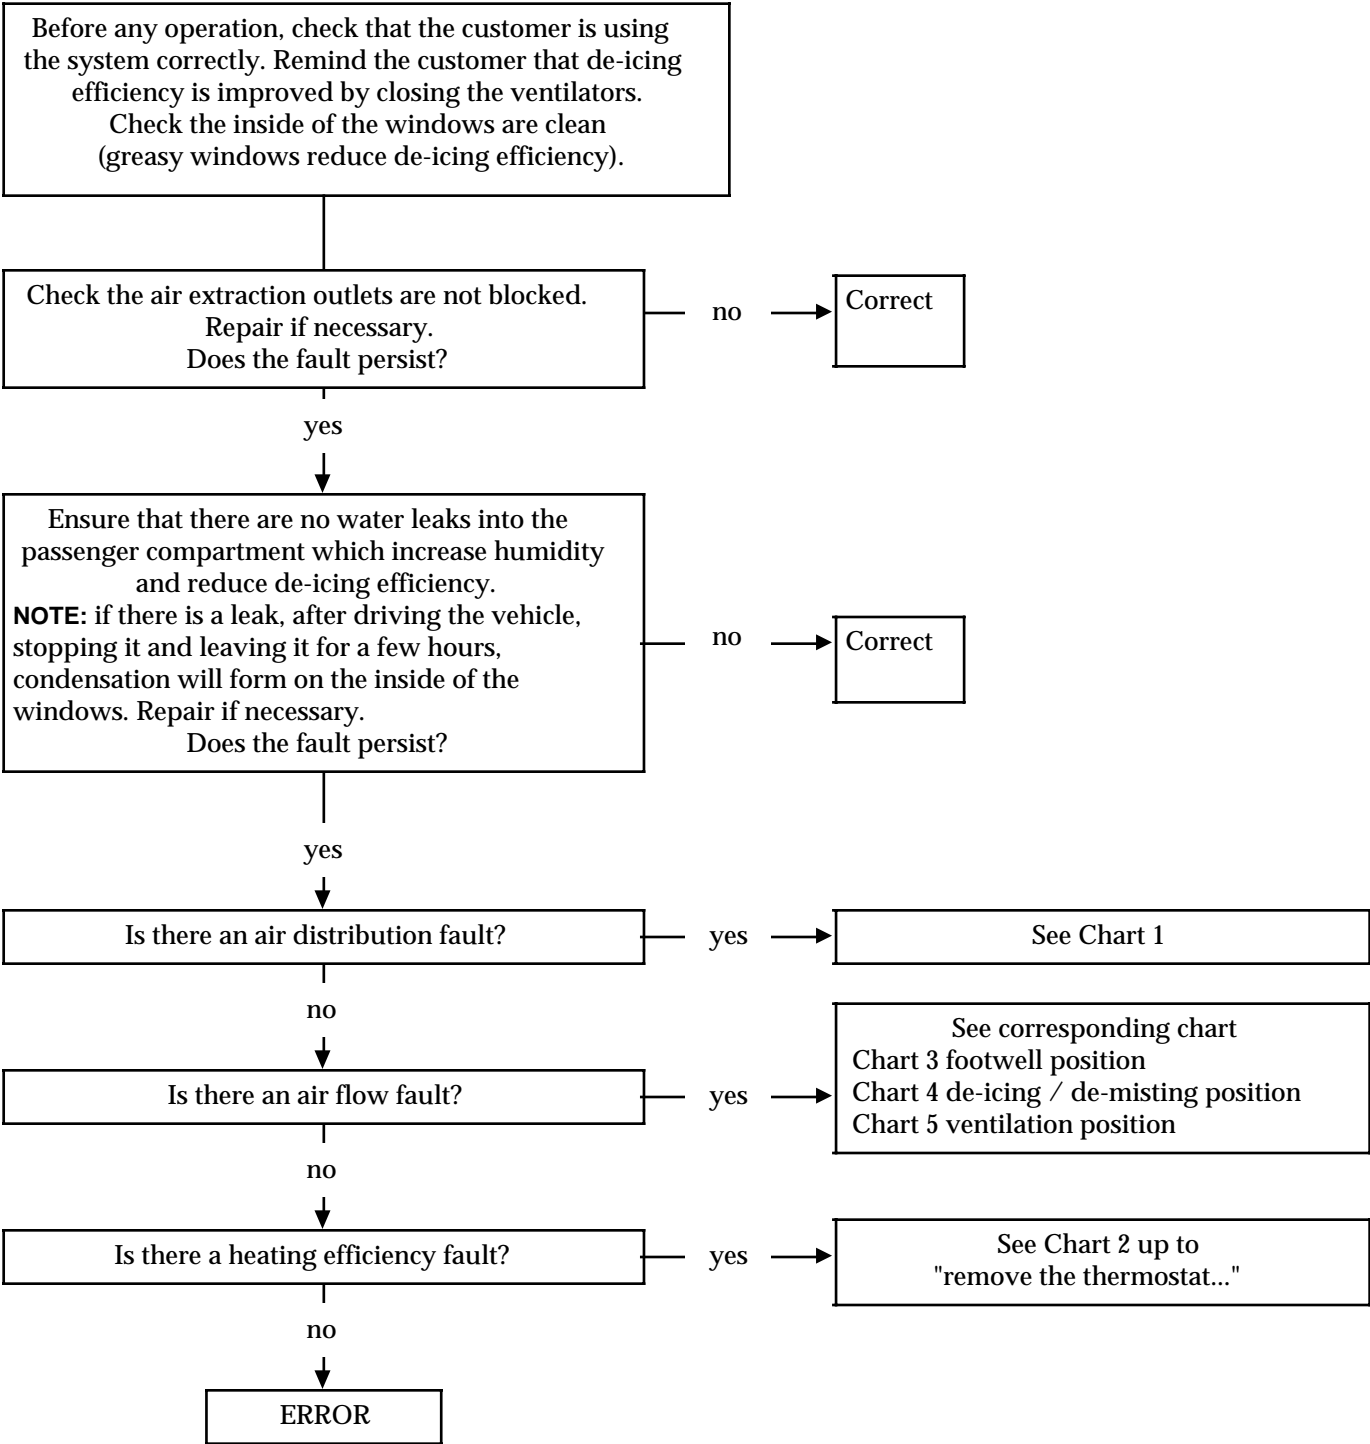 Before any operation, check that the customer is using
the system correctly. Remind the customer that de-icing
efficiency is improved by closing the ventilators.
Check the inside of the windows are clean
(greasy windows reduce de-icing efficiency).
Check the air extraction outlets are not blocked.
Repair if necessary.
Does the fault persist?
no
Correct
yes
Ensure that there are no water leaks into the
passenger compartment which increase humidity
and reduce de-icing efficiency.
NOTE: if there is a leak, after driving the vehicle,
stopping it and leaving it for a few hours,
condensation will form on the inside of the
windows. Repair if necessary.
Does the fault persist?
no
Correct
yes
Is there an air distribution fault?
yes
See Chart 1
no
Is there an air flow fault?
yes
See corresponding chart
Chart 3 footwell position
Chart 4 de-icing / de-misting position
Chart 5 ventilation position
no
Is there a heating efficiency fault?
yes
See Chart 2 up to
"remove the thermostat..."
no
ERROR